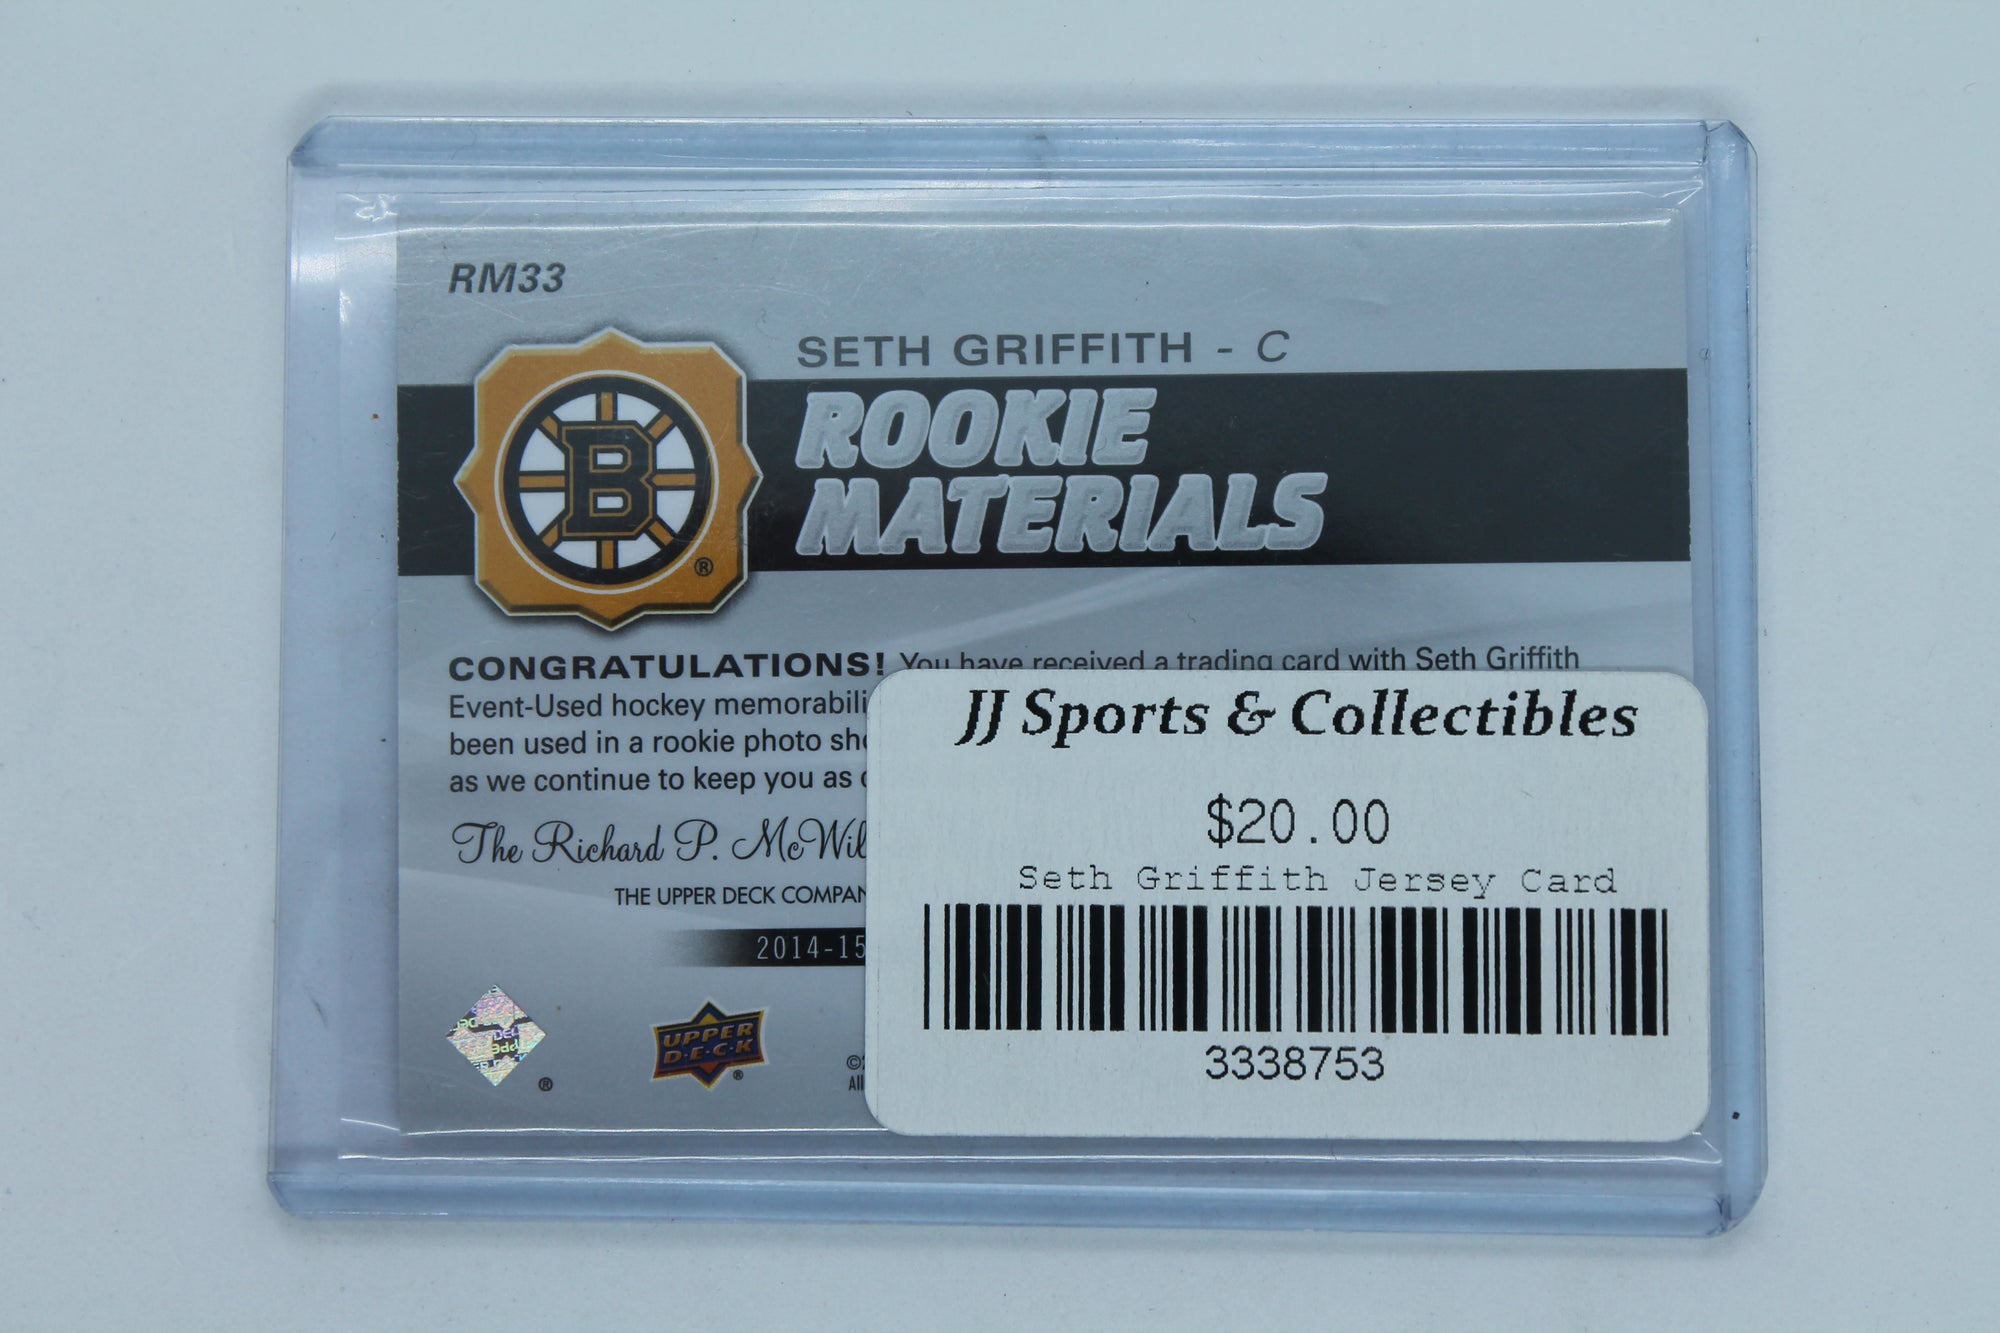 RM33
SETH GRIFFITH - C
ROOKIE
MATERIALS
B
®
CONGRATULATIONS! You have received a trading card with Seth Griffith
Event-Used hockey memorabili
been used in a rookie photo sh
as we continue to keep you as
The Richard P. McWil
THE UPPER DECK COMPAN
2014-15
UPPER
D·E·C·K
®
®
©
All
JJ Sports & Collectibles
$20.00
Seth Griffith Jersey Card
3338753